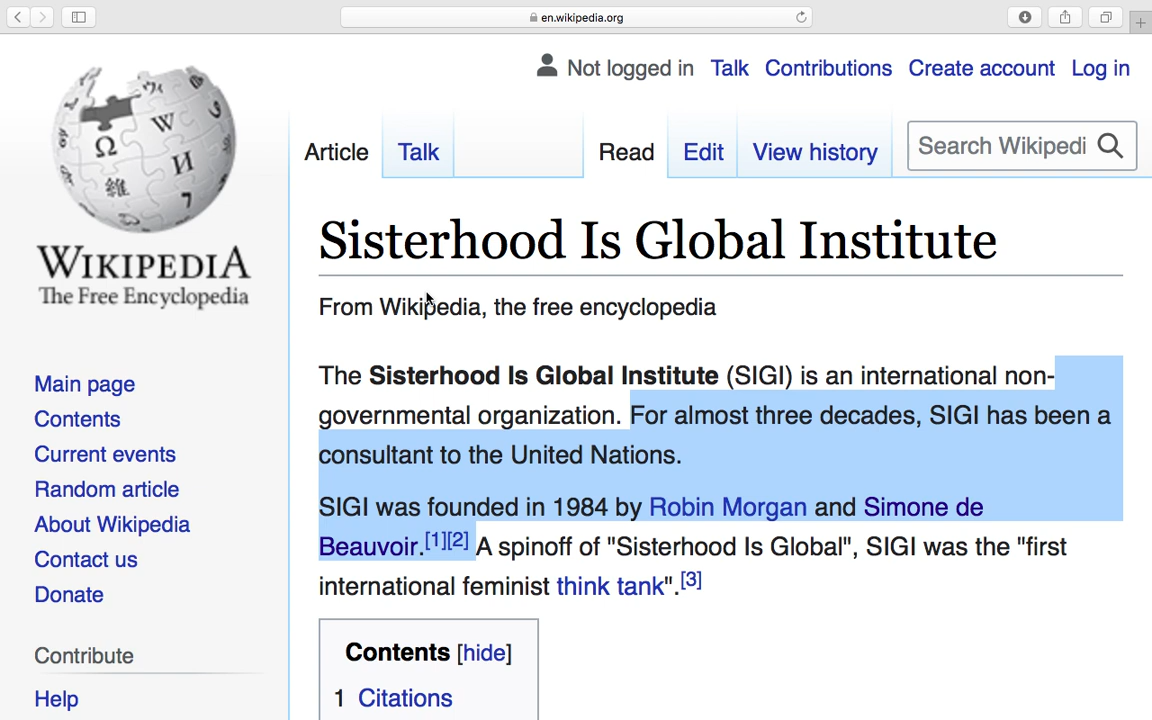 en.wikipedia.org
Not logged in Talk Contributions Create account Log in
Article Talk Read Edit View history Search Wikipedi
WIKIPEDIA
The Free Encyclopedia
Main page
Contents
Current events
Random article
About Wikipedia
Contact us
Donate
Contribute
Help
Sisterhood Is Global Institute
From Wikipedia, the free encyclopedia
The Sisterhood Is Global Institute (SIGI) is an international non-
governmental organization. For almost three decades, SIGI has been a
consultant to the United Nations.
SIGI was founded in 1984 by Robin Morgan and Simone de
Beauvoir.[1][2] A spinoff of "Sisterhood Is Global", SIGI was the "first
international feminist think tank".[3]
Contents [hide]
1 Citations